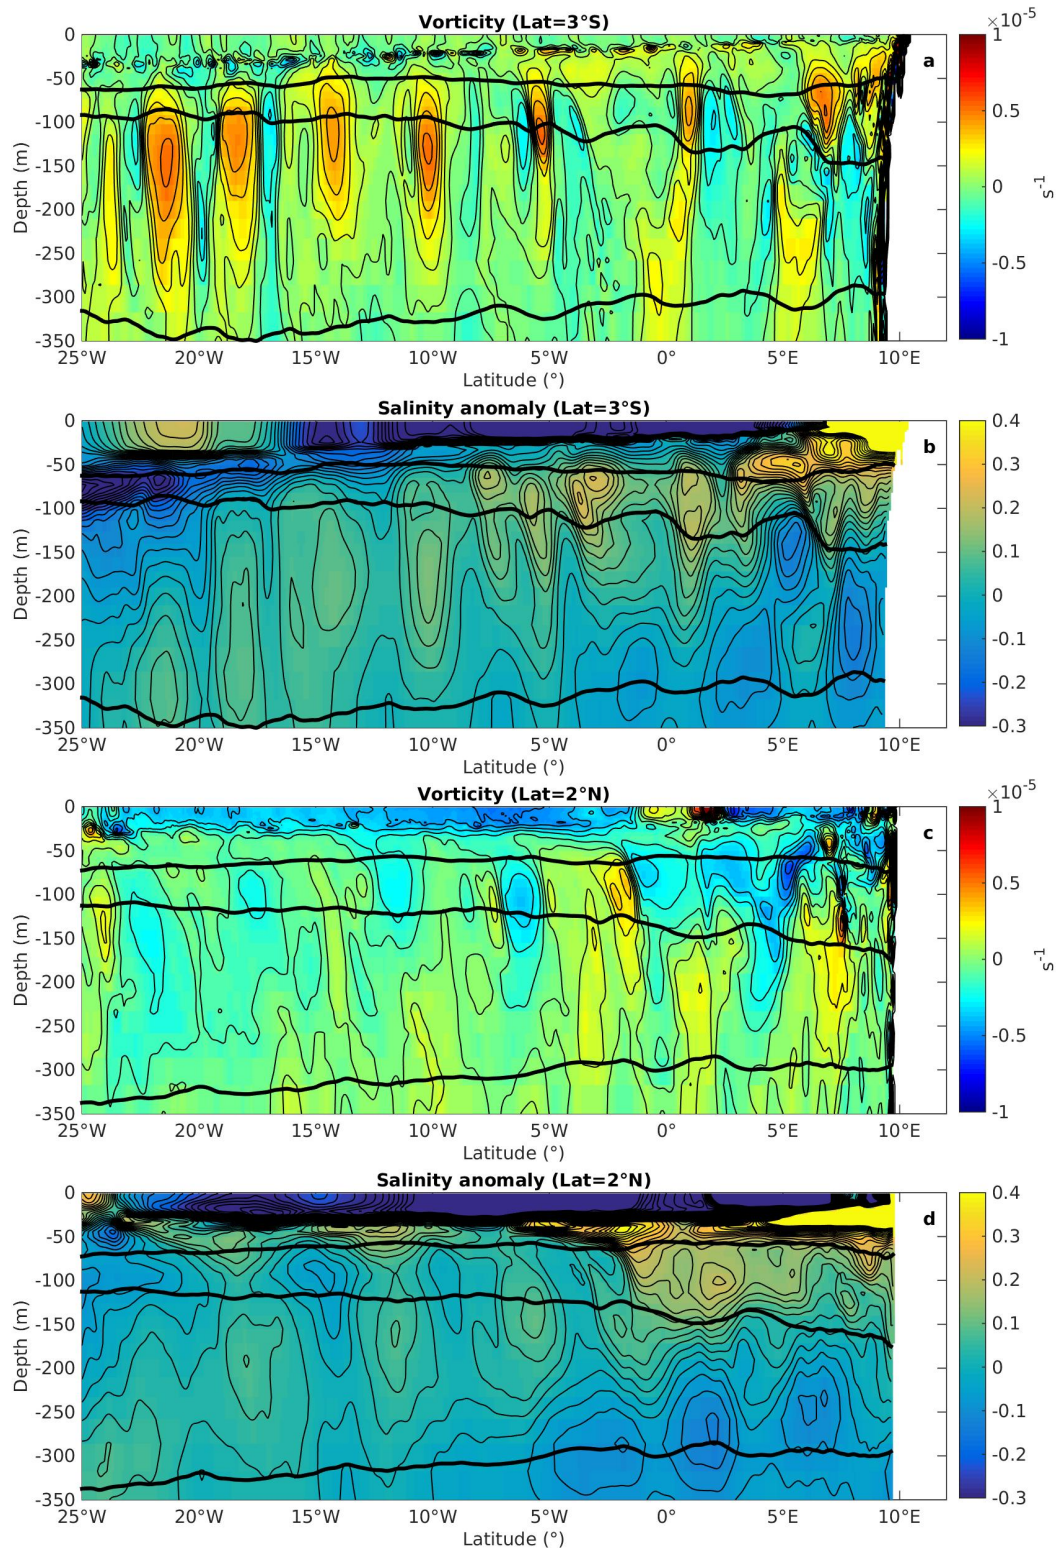 Vorticity (Lat=3°S)
×10-5
a
0
-50
-100
-150
-200
-250
-300
-350
Depth (m)
25°W 20°W 15°W 10°W 5°W 0° 5°E 10°E
Latitude (°)
1
0.5
0
-0.5
-1
s-1
Salinity anomaly (Lat=3°S)
b
0
-50
-100
-150
-200
-250
-300
-350
Depth (m)
25°W 20°W 15°W 10°W 5°W 0° 5°E 10°E
Latitude (°)
0.4
0.3
0.2
0.1
0
-0.1
-0.2
-0.3
Vorticity (Lat=2°N)
×10-5
c
0
-50
-100
-150
-200
-250
-300
-350
Depth (m)
25°W 20°W 15°W 10°W 5°W 0° 5°E 10°E
Latitude (°)
1
0.5
0
-0.5
-1
s-1
Salinity anomaly (Lat=2°N)
d
0
-50
-100
-150
-200
-250
-300
-350
Depth (m)
25°W 20°W 15°W 10°W 5°W 0° 5°E 10°E
Latitude (°)
0.4
0.3
0.2
0.1
0
-0.1
-0.2
-0.3